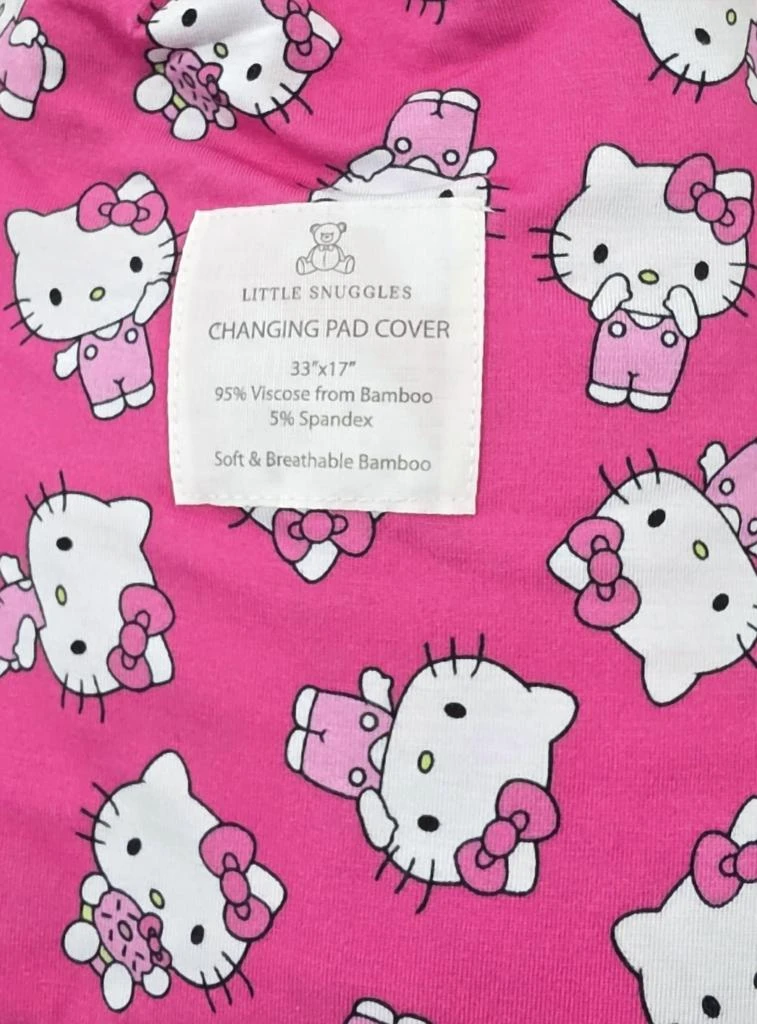 LITTLE SNUGGLES
CHANGING PAD COVER
33"x17"
95% Viscose from Bamboo
5% Spandex
Soft & Breathable Bamboo